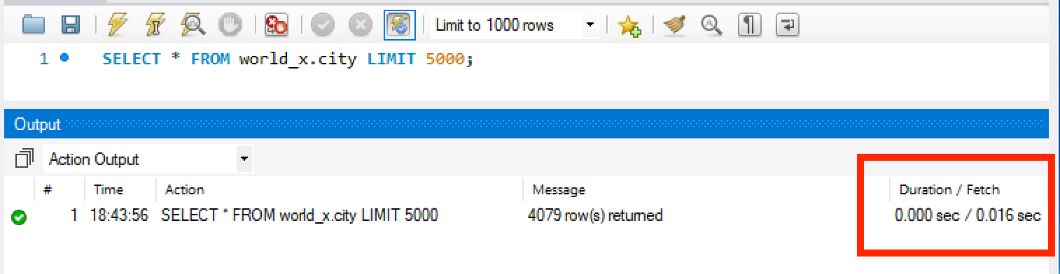 Limit to 1000 rows
1 SELECT * FROM world_x.city LIMIT 5000;
Output
Action Output
# Time Action Message Duration / Fetch
1 18:43:56 SELECT * FROM world_x.city LIMIT 5000 4079 row(s) returned 0.000 sec / 0.016 sec